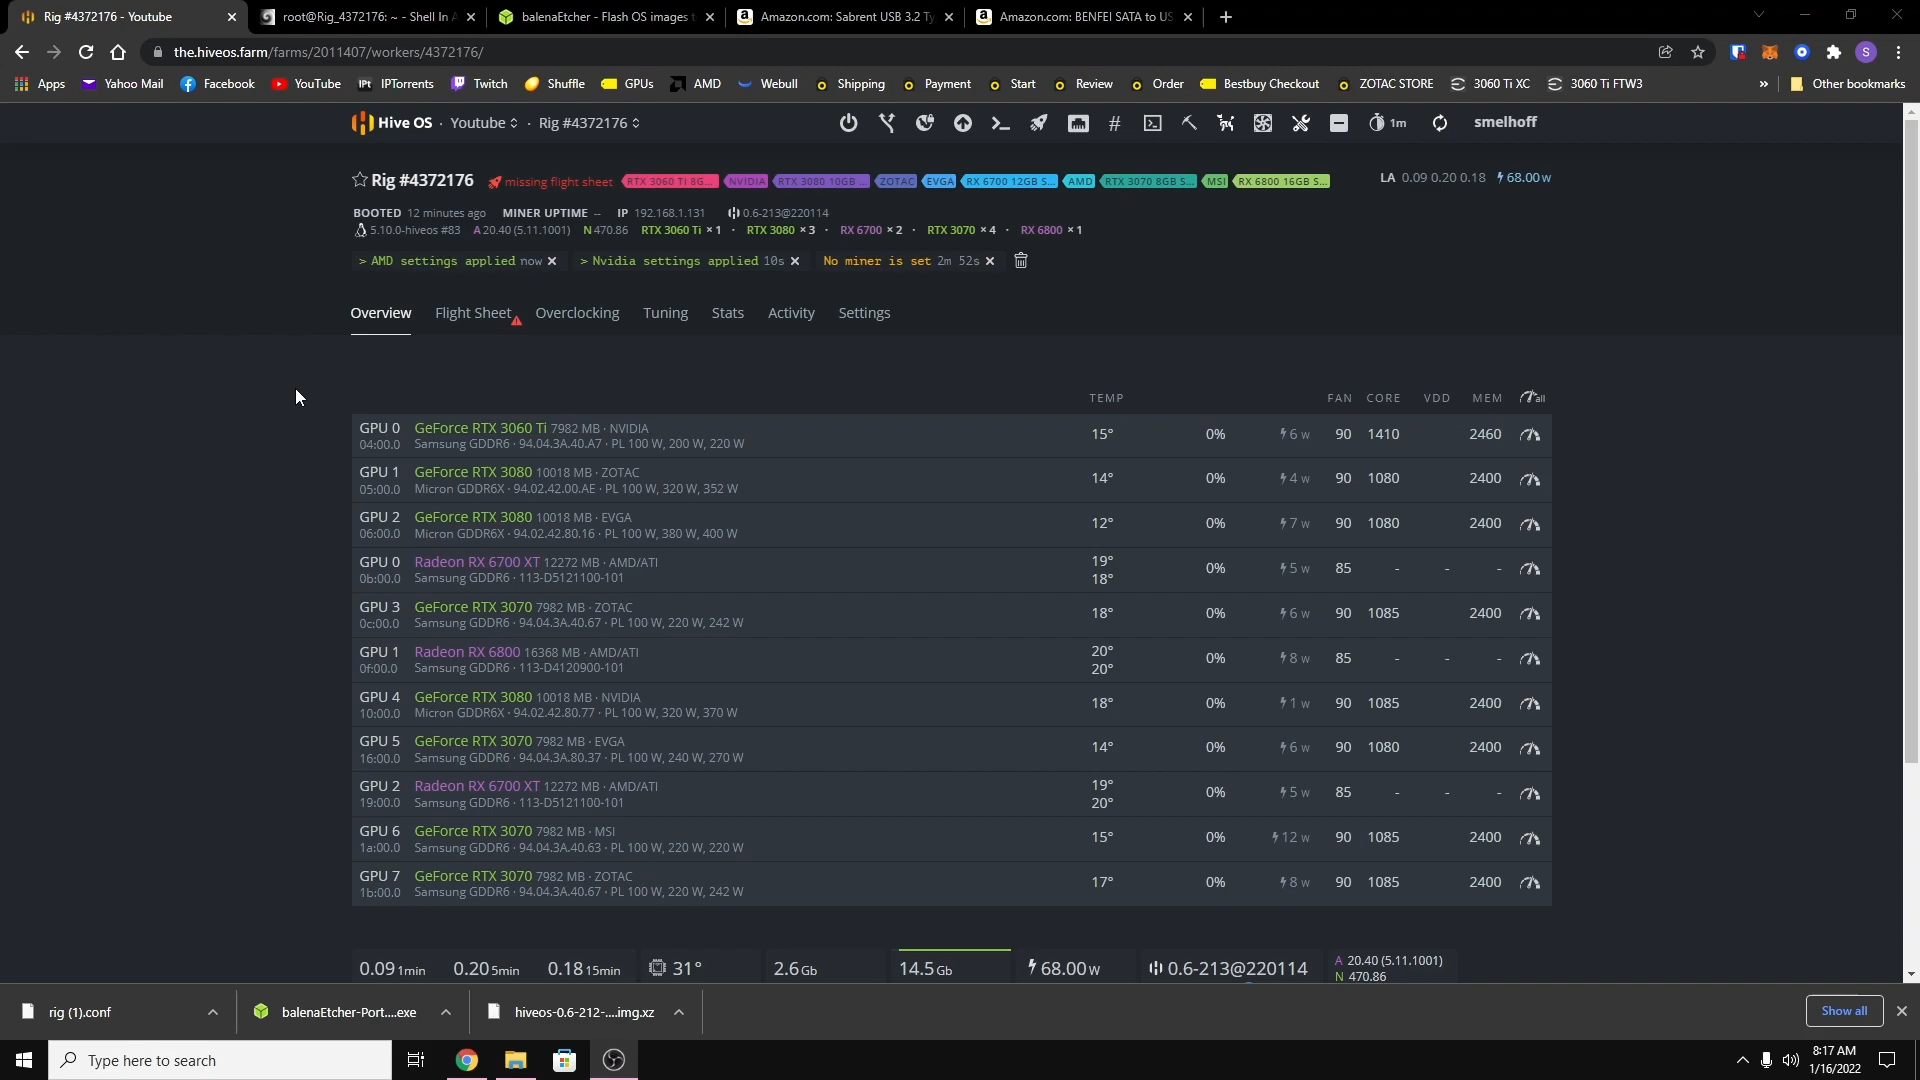 Rig #4372176 - Youtube
root@Rig_4372176: ~ - Shell In A
balenaEtcher - Flash OS images t
Amazon.com: Sabrent USB 3.2 Ty
Amazon.com: BENFEI SATA to US
the.hiveos.farm/farms/2011407/workers/4372176/
Apps Yahoo Mail Facebook YouTube IPTorrents Twitch Shuffle GPUs AMD Webull Shipping Payment Start Review Order Bestbuy Checkout ZOTAC STORE 3060 Ti XC 3060 Ti FTW3 » Other bookmarks
Hive OS · Youtube Rig #4372176 # 1m smelhoff
Rig #4372176 missing flight sheet RTX 3060 TI 8G... NVIDIA RTX 3080 10GB ... ZOTAC EVGA RX 6700 12GB S... AMD RTX 3070 8GB S... MSI RX 6800 16GB S... LA 0.09 0.20 0.18 68.00 w
BOOTED 12 minutes ago MINER UPTIME -- IP 192.168.1.131 0.6-213@220114
5.10.0-hiveos #83 A 20.40 (5.11.1001) N 470.86 RTX 3060 Ti ×1 · RTX 3080 ×3 · RX 6700 ×2 · RTX 3070 ×4 · RX 6800 ×1
> AMD settings applied now > Nvidia settings applied 10s No miner is set 2m 52s
Overview Flight Sheet Overclocking Tuning Stats Activity Settings
TEMP FAN CORE VDD MEM all
GPU 0 GeForce RTX 3060 Ti 7982 MB · NVIDIA 15° 0% 6 w 90 1410 2460
04:00.0 Samsung GDDR6 · 94.04.3A.40.A7 · PL 100 W, 200 W, 220 W
GPU 1 GeForce RTX 3080 10018 MB · ZOTAC 14° 0% 4 w 90 1080 2400
05:00.0 Micron GDDR6X · 94.02.42.00.AE · PL 100 W, 320 W, 352 W
GPU 2 GeForce RTX 3080 10018 MB · EVGA 12° 0% 7 w 90 1080 2400
06:00.0 Micron GDDR6X · 94.02.42.80.16 · PL 100 W, 380 W, 400 W
GPU 0 Radeon RX 6700 XT 12272 MB · AMD/ATI 19° 0% 5 w 85 - - -
0b:00.0 Samsung GDDR6 · 113-D5121100-101 18°
GPU 3 GeForce RTX 3070 7982 MB · ZOTAC 18° 0% 6 w 90 1085 2400
0c:00.0 Samsung GDDR6 · 94.04.3A.40.67 · PL 100 W, 220 W, 242 W
GPU 1 Radeon RX 6800 16368 MB · AMD/ATI 20° 0% 8 w 85 - - -
0f:00.0 Samsung GDDR6 · 113-D4120900-101 20°
GPU 4 GeForce RTX 3080 10018 MB · NVIDIA 18° 0% 1 w 90 1085 2400
10:00.0 Micron GDDR6X · 94.02.42.80.77 · PL 100 W, 320 W, 370 W
GPU 5 GeForce RTX 3070 7982 MB · EVGA 14° 0% 6 w 90 1080 2400
16:00.0 Samsung GDDR6 · 94.04.3A.80.37 · PL 100 W, 240 W, 270 W
GPU 2 Radeon RX 6700 XT 12272 MB · AMD/ATI 19° 0% 5 w 85 - - -
19:00.0 Samsung GDDR6 · 113-D5121100-101 20°
GPU 6 GeForce RTX 3070 7982 MB · MSI 15° 0% 12 w 90 1085 2400
1a:00.0 Samsung GDDR6 · 94.04.3A.40.63 · PL 100 W, 220 W, 220 W
GPU 7 GeForce RTX 3070 7982 MB · ZOTAC 17° 0% 8 w 90 1085 2400
1b:00.0 Samsung GDDR6 · 94.04.3A.40.67 · PL 100 W, 220 W, 242 W
0.09 1min 0.20 5min 0.18 15min 31° 2.6 Gb 14.5 Gb 68.00 w 0.6-213@220114 A 20.40 (5.11.1001)
N 470.86
rig (1).conf balenaEtcher-Port....exe hiveos-0.6-212-....img.xz Show all
Type here to search 8:17 AM
1/16/2022